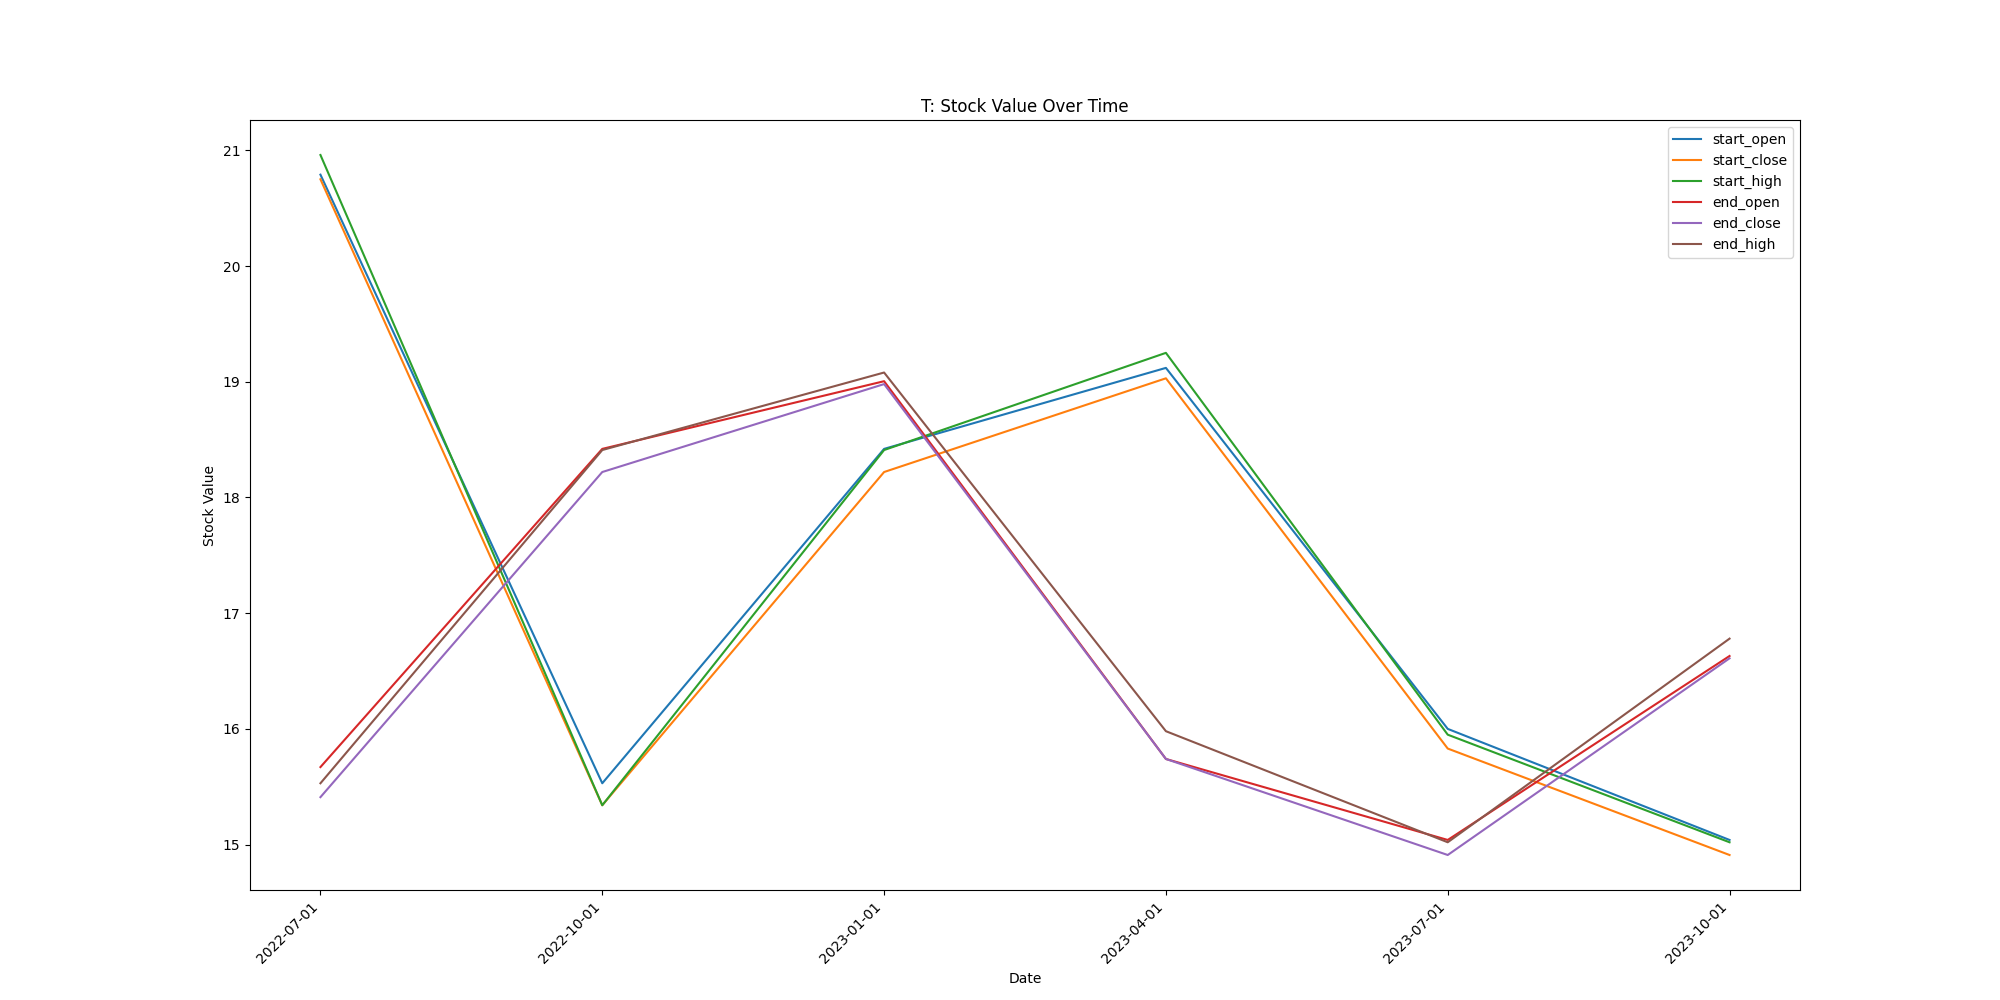 T: Stock Value Over Time
start_open
start_close
start_high
end_open
end_close
end_high
Stock Value
21
20
19
18
17
16
15
2022-07-01
2022-10-01
2023-01-01
2023-04-01
2023-07-01
2023-10-01
Date